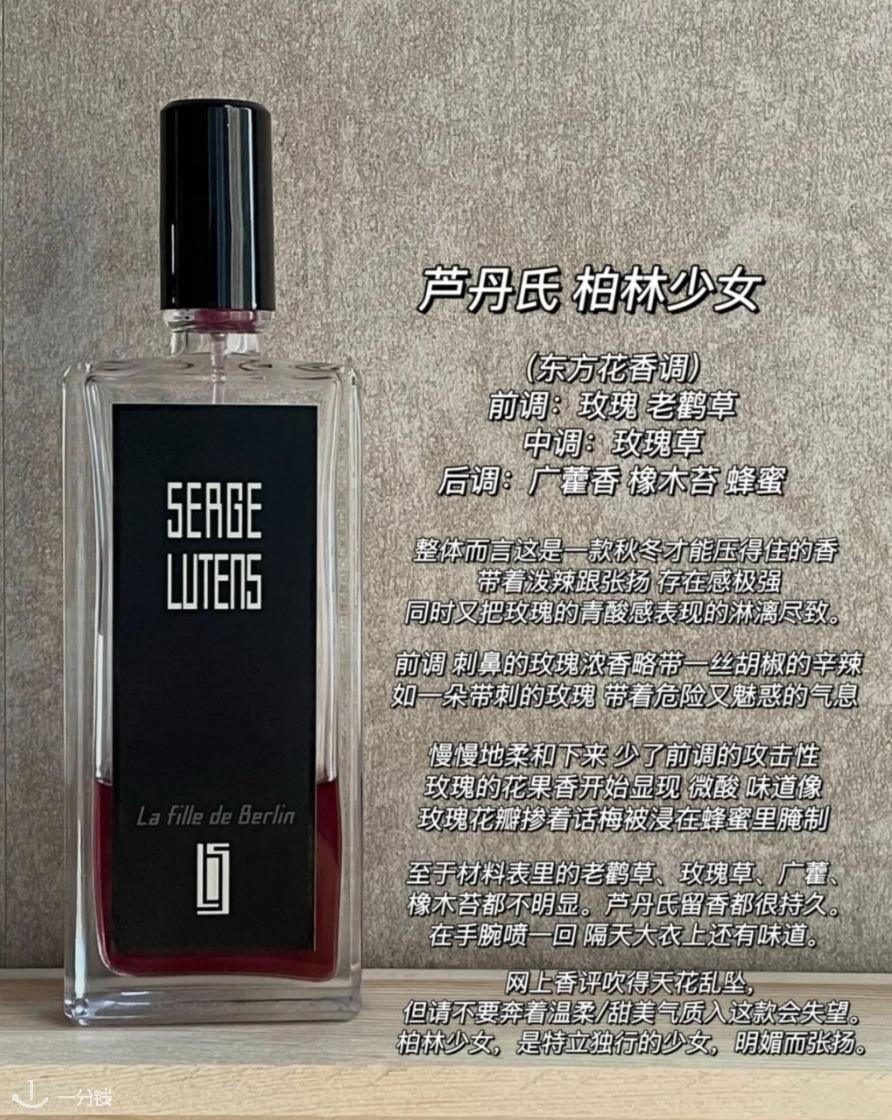 SERGE
LUTENS
La fille de Berlin
芦丹氏 柏林少女
（东方花香调）
前调：玫瑰 老鹳草
中调：玫瑰草
后调：广藿香 橡木苔 蜂蜜
整体而言这是一款秋冬才能压得住的香
带着泼辣跟张扬 存在感极强
同时又把玫瑰的青酸感表现的淋漓尽致。
前调 刺鼻的玫瑰浓香略带一丝胡椒的辛辣
如一朵带刺的玫瑰 带着危险又魅惑的气息
慢慢地柔和下来 少了前调的攻击性
玫瑰的花果香开始显现 微酸 味道像
玫瑰花瓣掺着话梅被浸在蜂蜜里腌制
至于材料表里的老鹳草、玫瑰草、广藿、
橡木苔都不明显。芦丹氏留香都很持久。
在手腕喷一回 隔天大衣上还有味道。
网上香评吹得天花乱坠，
但请不要奔着温柔/甜美气质入这款会失望。
柏林少女，是特立独行的少女，明媚而张扬。
一分钱